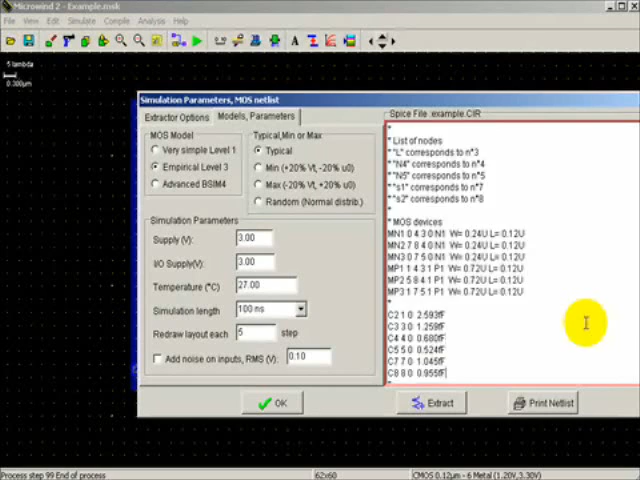 Microwind 2 - Example.msk
File View Edit Simulate Compile Analysis Help
5 lambda
0.300µm
Simulation Parameters, MOS netlist
Extractor Options Models, Parameters
MOS Model
Very simple Level 1
Empirical Level 3
Advanced BSIM4
Typical,Min or Max
Typical
Min (+20% Vt, -20% u0)
Max (-20% Vt, +20% u0)
Random (Normal distrib.)
Simulation Parameters
Supply (V): 3.00
I/O Supply(V): 3.00
Temperature (°C) 27.00
Simulation length 100 ns
Redraw layout each 5 step
Add noise on inputs, RMS (V): 0.10
OK
Spice File :example.CIR
*
* List of nodes
* "L" corresponds to n°3
* "N4" corresponds to n°4
* "N5" corresponds to n°5
* "s1" corresponds to n°7
* "s2" corresponds to n°8
*
* MOS devices
MN1 0 4 3 0 N1 W= 0.24U L= 0.12U
MN2 7 8 4 0 N1 W= 0.24U L= 0.12U
MN3 0 7 5 0 N1 W= 0.24U L= 0.12U
MP1 1 4 3 1 P1 W= 0.72U L= 0.12U
MP2 5 8 4 1 P1 W= 0.72U L= 0.12U
MP3 1 7 5 1 P1 W= 0.72U L= 0.12U
*
C2 1 0 2.593fF
C3 3 0 1.259fF
C4 4 0 0.680fF
C5 5 0 0.524fF
C7 7 0 1.045fF
C8 8 0 0.955fF
*
Extract
Print Netlist
Process step 99 End of process 62x60 CMOS 0.12µm - 6 Metal (1.20V,3.30V)